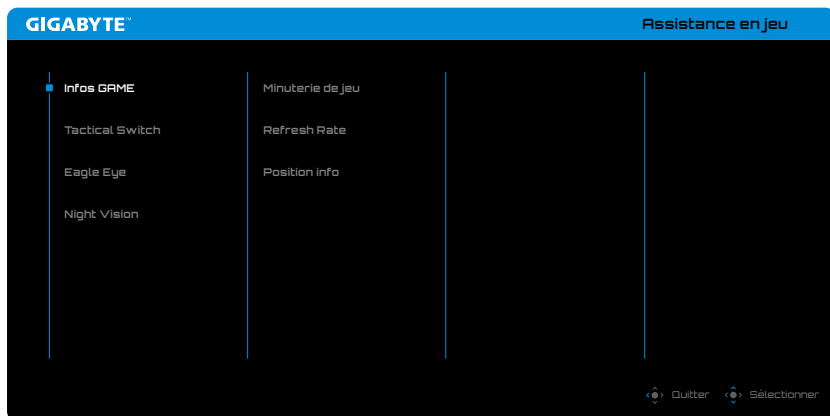 GIGABYTE™
Assistance en jeu
Infos GAME
Minuterie de jeu
Tactical Switch
Refresh Rate
Eagle Eye
Position info
Night Vision
Quitter
Sélectionner